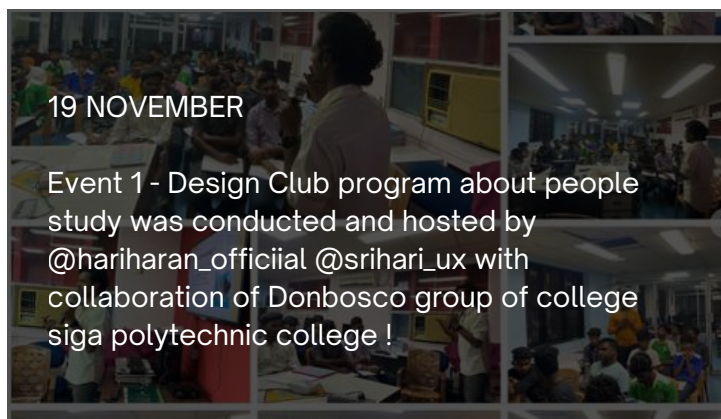 19 NOVEMBER
Event 1 - Design Club program about people
study was conducted and hosted by
@hariharan_officiial @srihari_ux with
collaboration of Donbosco group of college
siga polytechnic college !